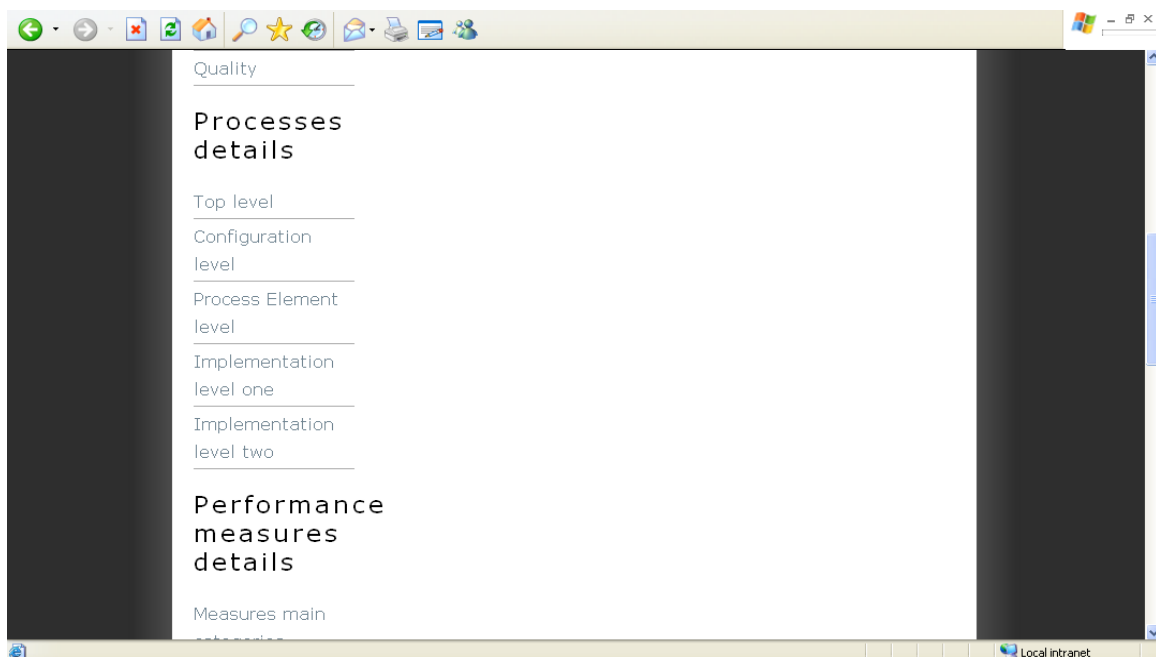 Quality
Processes
details
Top level
Configuration
level
Process Element
level
Implementation
level one
Implementation
level two
Performance
measures
details
Measures main
categories
Local intranet